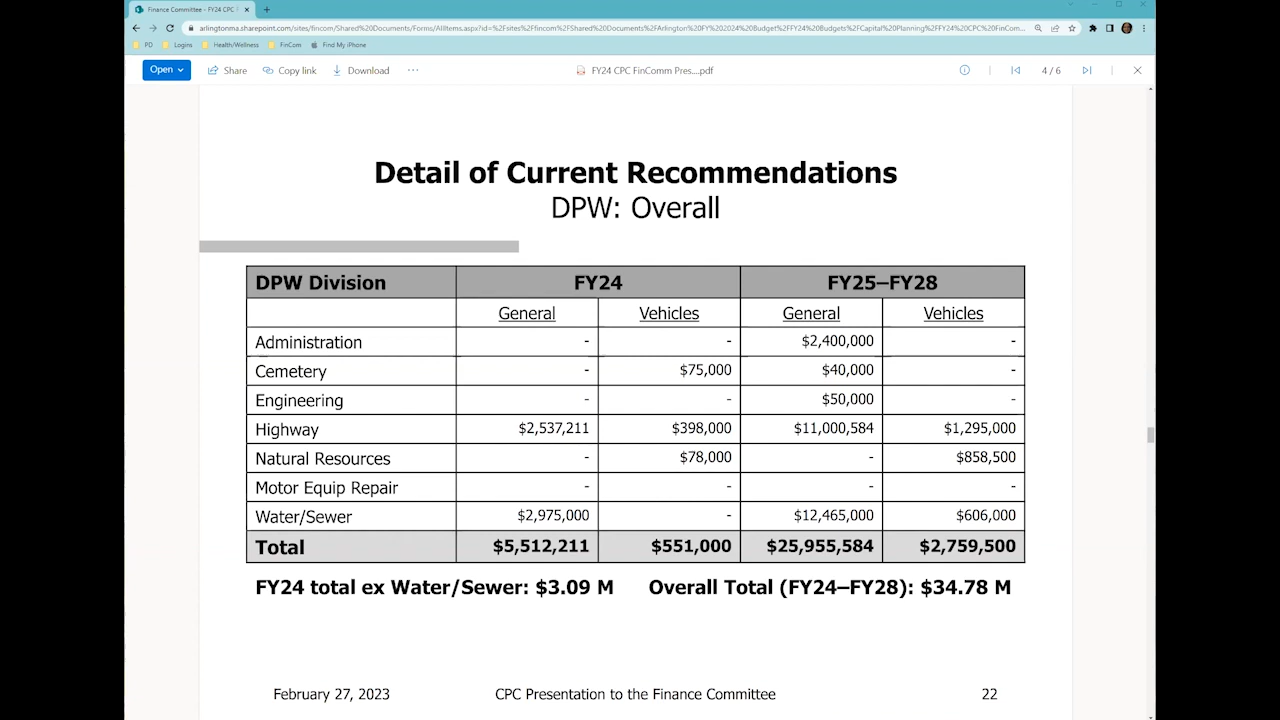 Finance Committee - FY24 CPC F
arlingtonma.sharepoint.com/sites/fincom/Shared%20Documents/Forms/AllItems.aspx?id=%2Fsites%2Ffincom%2FShared%20Documents%2FArlington%20FY%202024%20Budget%2FFY24%20Budgets%2FCapital%20Planning%2FFY24%20CPC%20FinCom...
PD Logins Health/Wellness FinCom Find My iPhone
Open Share Copy link Download ... FY24 CPC FinComm Pres....pdf 4 / 6
Detail of Current Recommendations
DPW: Overall
DPW Division FY24 FY25–FY28
General Vehicles General Vehicles
Administration - - $2,400,000 -
Cemetery - $75,000 $40,000 -
Engineering - - $50,000 -
Highway $2,537,211 $398,000 $11,000,584 $1,295,000
Natural Resources - $78,000 - $858,500
Motor Equip Repair - - - -
Water/Sewer $2,975,000 - $12,465,000 $606,000
Total $5,512,211 $551,000 $25,955,584 $2,759,500
FY24 total ex Water/Sewer: $3.09 M Overall Total (FY24–FY28): $34.78 M
February 27, 2023 CPC Presentation to the Finance Committee 22